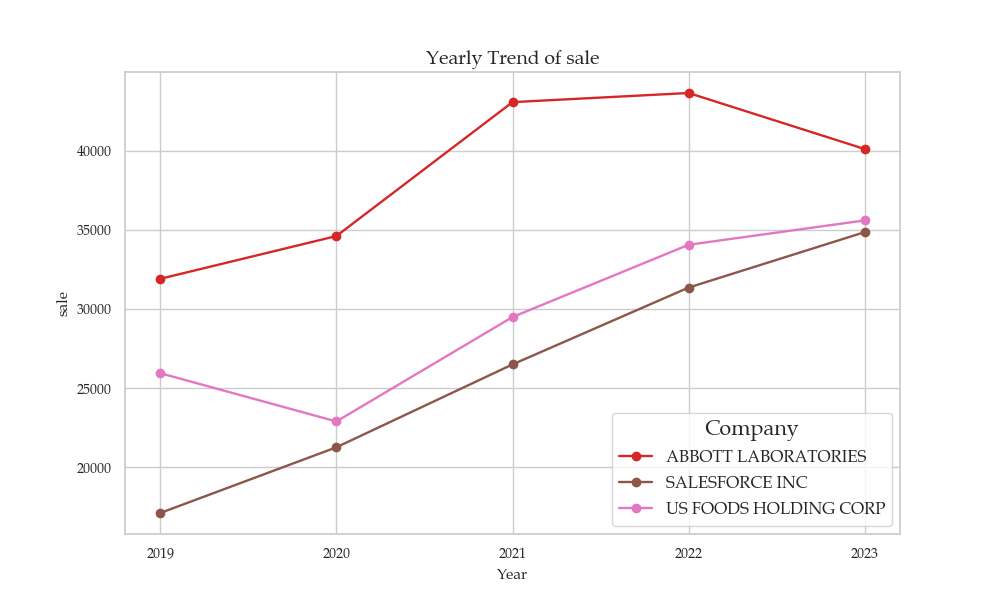 Yearly Trend of sale
sale
40000
35000
30000
25000
20000
Company
ABBOTT LABORATORIES
SALESFORCE INC
US FOODS HOLDING CORP
2019 2020 2021 2022 2023
Year